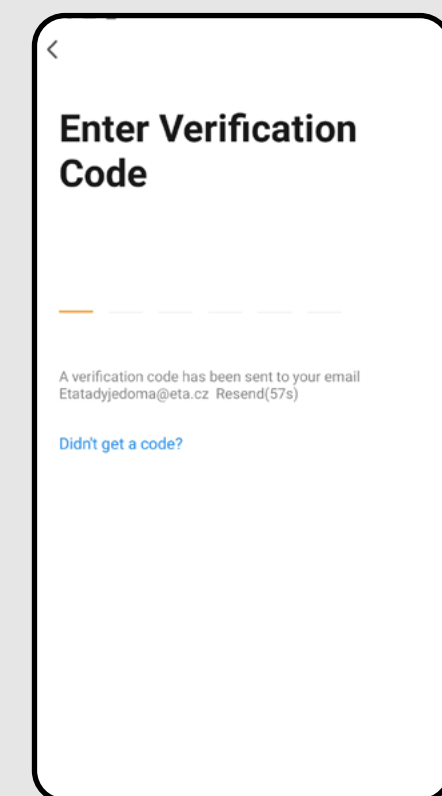 Enter Verification
Code
A verification code has been sent to your email
Etatadyjedoma@eta.cz Resend(57s)
Didn't get a code?